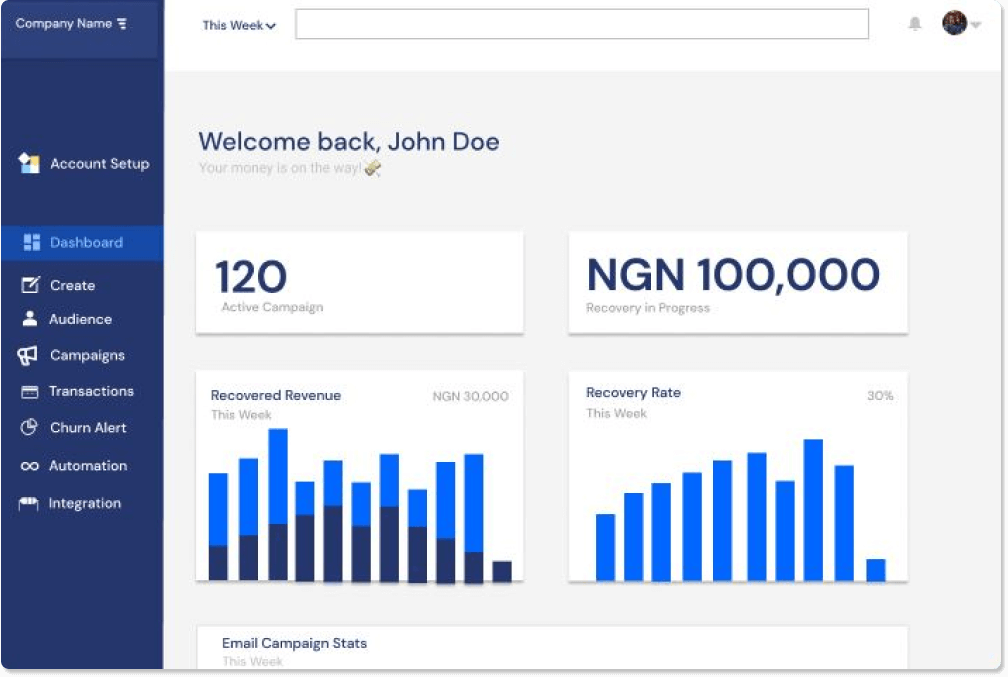 Company Name
This Week
Welcome back, John Doe
Your money is on the way!💸
Account Setup
Dashboard
Create
Audience
Campaigns
Transactions
Churn Alert
Automation
Integration
120
Active Campaign
NGN 100,000
Recovery in Progress
Recovered Revenue
NGN 30,000
This Week
Recovery Rate
30%
This Week
Email Campaign Stats
This Week